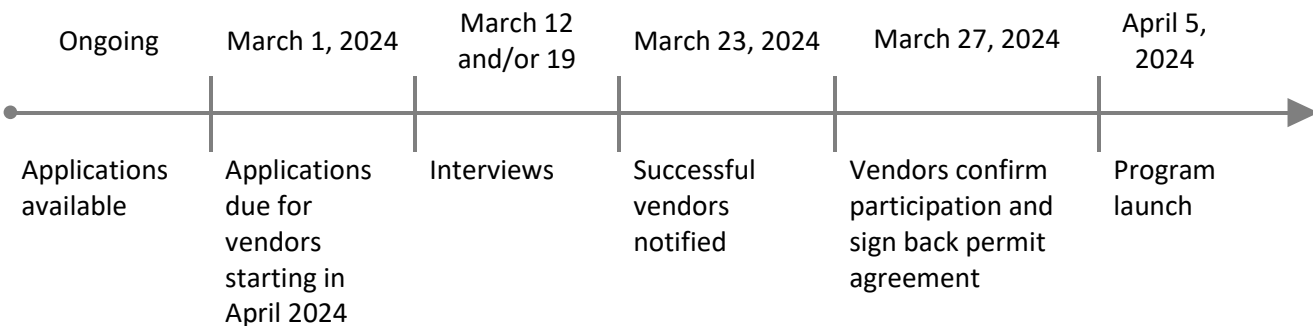 Ongoing
March 1, 2024
March 12
and/or 19
March 23, 2024
March 27, 2024
April 5,
2024
Applications
available
Applications
due for
vendors
starting in
April 2024
Interviews
Successful
vendors
notified
Vendors confirm
participation and
sign back permit
agreement
Program
launch